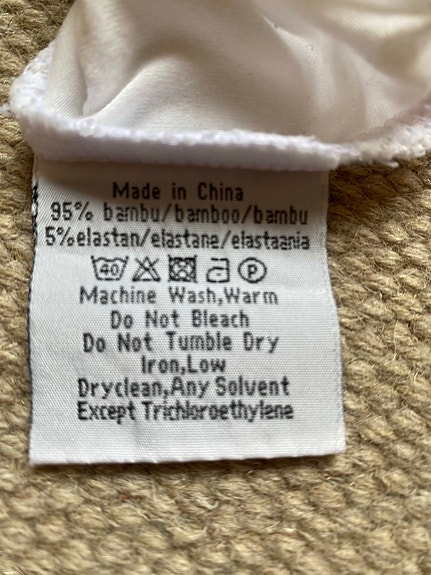 Made in China
95% bambu/bamboo/bambu
5%elastan/elastane/elastaania
40 P
Machine Wash,Warm
Do Not Bleach
Do Not Tumble Dry
Iron,Low
Dryclean,Any Solvent
Except Trichloroethylene